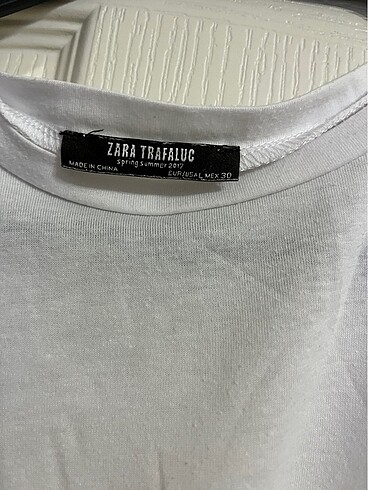 ZARA TRAFALUC
spring summer 2017
MADE IN CHINA
EUR/USA L MEX 30